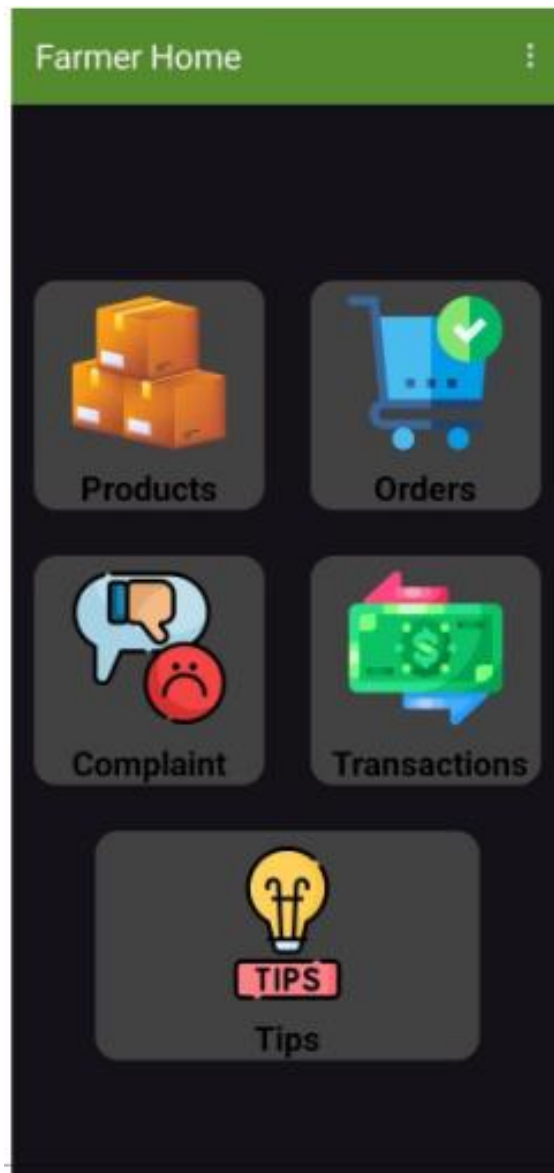 Farmer Home
Products
Orders
Complaint
Transactions
TIPS
Tips